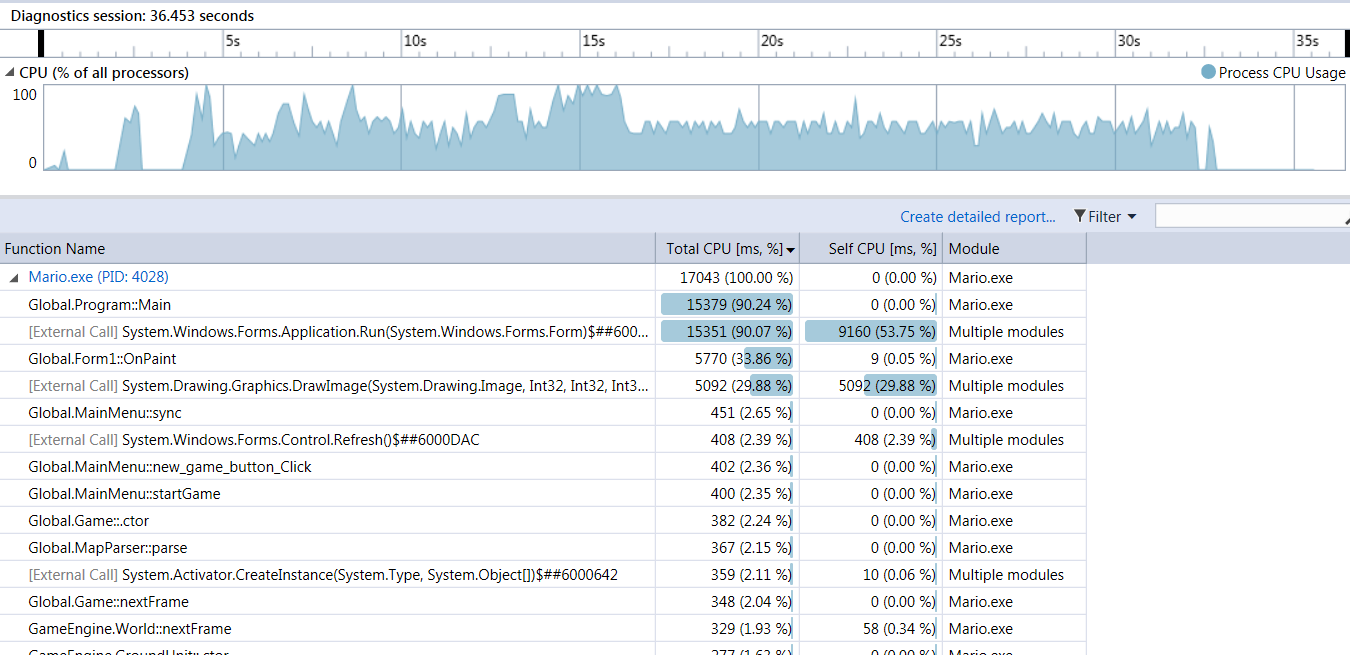 Diagnostics session: 36.453 seconds
5s 10s 15s 20s 25s 30s 35s
CPU (% of all processors) Process CPU Usage
100
0
Create detailed report... Filter
Function Name Total CPU [ms, %] Self CPU [ms, %] Module
Mario.exe (PID: 4028) 17043 (100.00 %) 0 (0.00 %) Mario.exe
Global.Program::Main 15379 (90.24 %) 0 (0.00 %) Mario.exe
[External Call] System.Windows.Forms.Application.Run(System.Windows.Forms.Form)$##600... 15351 (90.07 %) 9160 (53.75 %) Multiple modules
Global.Form1::OnPaint 5770 (33.86 %) 9 (0.05 %) Mario.exe
[External Call] System.Drawing.Graphics.DrawImage(System.Drawing.Image, Int32, Int32, Int3... 5092 (29.88 %) 5092 (29.88 %) Multiple modules
Global.MainMenu::sync 451 (2.65 %) 0 (0.00 %) Mario.exe
[External Call] System.Windows.Forms.Control.Refresh()$##6000DAC 408 (2.39 %) 408 (2.39 %) Multiple modules
Global.MainMenu::new_game_button_Click 402 (2.36 %) 0 (0.00 %) Mario.exe
Global.MainMenu::startGame 400 (2.35 %) 0 (0.00 %) Mario.exe
Global.Game::.ctor 382 (2.24 %) 0 (0.00 %) Mario.exe
Global.MapParser::parse 367 (2.15 %) 0 (0.00 %) Mario.exe
[External Call] System.Activator.CreateInstance(System.Type, System.Object[])$##6000642 359 (2.11 %) 10 (0.06 %) Multiple modules
Global.Game::nextFrame 348 (2.04 %) 0 (0.00 %) Mario.exe
GameEngine.World::nextFrame 329 (1.93 %) 58 (0.34 %) Mario.exe
GameEngine.GroundUnit::ctor 277 (1.63 %) 0 (0.00 %) Mario.exe